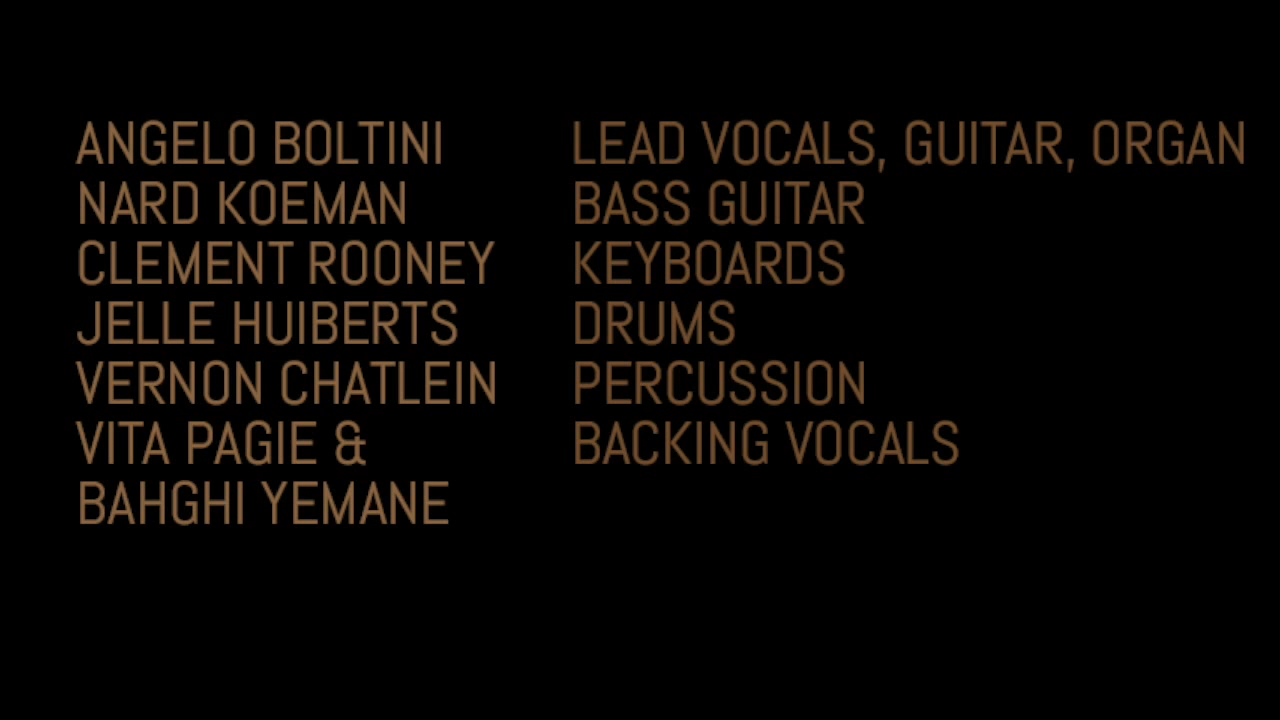 ANGELO BOLTINI LEAD VOCALS, GUITAR, ORGAN
NARD KOEMAN BASS GUITAR
CLEMENT ROONEY KEYBOARDS
JELLE HUIBERTS DRUMS
VERNON CHATLEIN PERCUSSION
VITA PAGIE & BACKING VOCALS
BAHGHI YEMANE